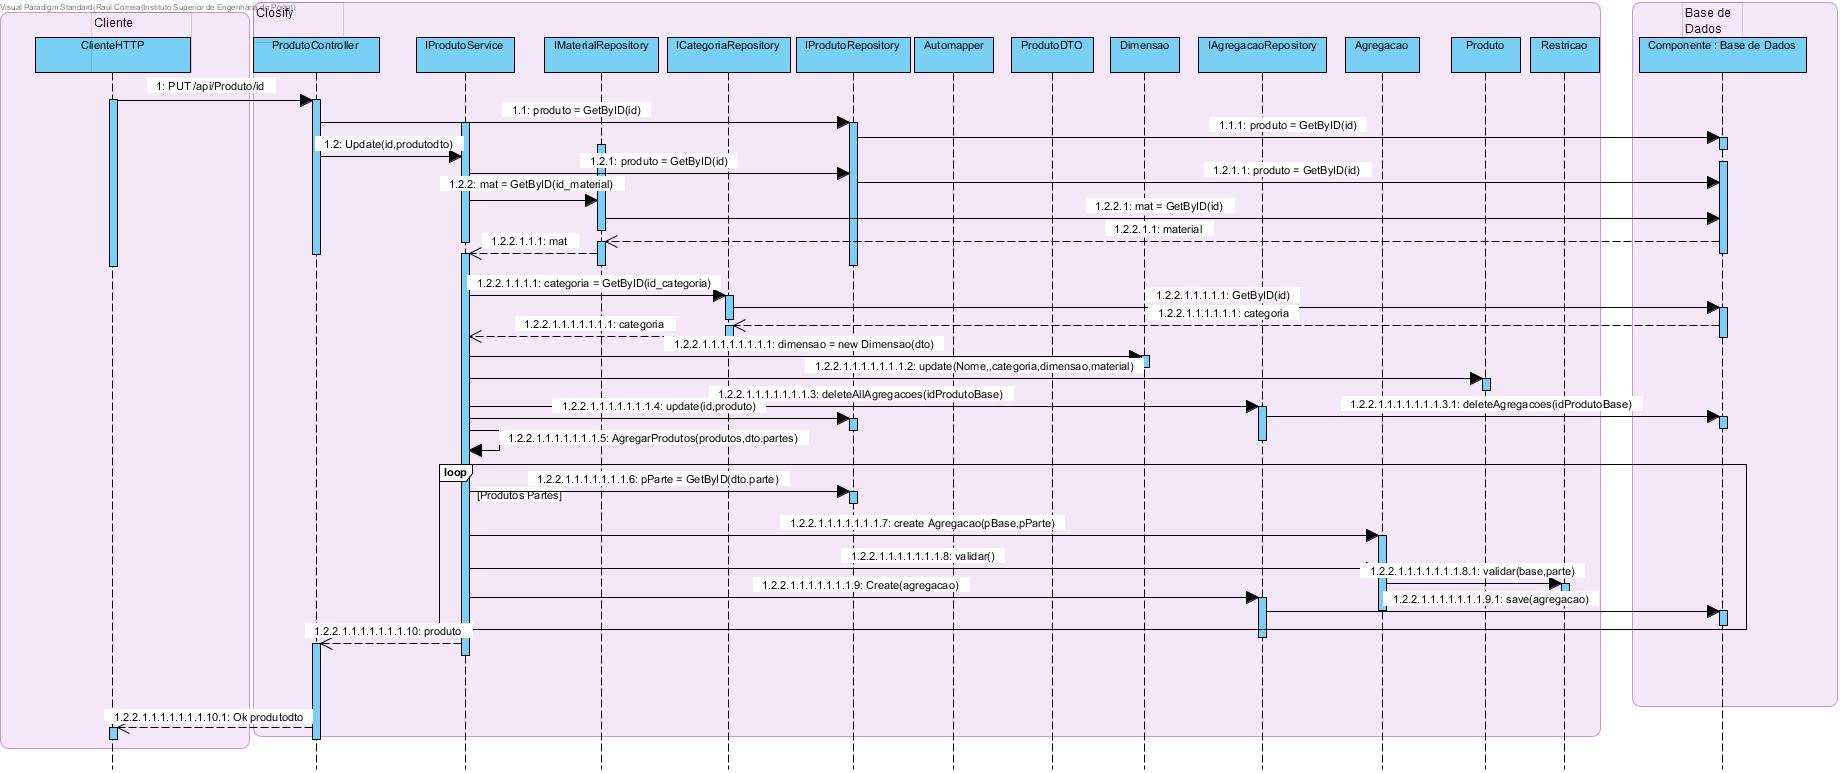 Visual Paradigm Standard(Raúl Correia(Instituto Superior de Engenharia do Porto))
Cliente
Closify
Base de
Dados
ClienteHTTP
ProdutoController
IProdutoService
IMaterialRepository
ICategoriaRepository
IProdutoRepository
Automapper
ProdutoDTO
Dimensao
IAgregacaoRepository
Agregacao
Produto
Restricao
Componente : Base de Dados
1: PUT /api/Produto/id
1.1: produto = GetByID(id)
1.1.1: produto = GetByID(id)
1.2: Update(id,produtodto)
1.2.1: produto = GetByID(id)
1.2.1.1: produto = GetByID(id)
1.2.2: mat = GetByID(id_material)
1.2.2.1: mat = GetByID(id)
1.2.2.1.1: material
1.2.2.1.1.1: mat
1.2.2.1.1.1.1: categoria = GetByID(id_categoria)
1.2.2.1.1.1.1.1: GetByID(id)
1.2.2.1.1.1.1.1.1: categoria
1.2.2.1.1.1.1.1.1.1: categoria
1.2.2.1.1.1.1.1.1.1.1: dimensao = new Dimensao(dto)
1.2.2.1.1.1.1.1.1.1.2: update(Nome,,categoria,dimensao,material)
1.2.2.1.1.1.1.1.1.1.3: deleteAllAgregacoes(idProdutoBase)
1.2.2.1.1.1.1.1.1.1.3.1: deleteAgregacoes(idProdutoBase)
1.2.2.1.1.1.1.1.1.1.4: update(id,produto)
1.2.2.1.1.1.1.1.1.1.5: AgregarProdutos(produtos,dto.partes)
loop
1.2.2.1.1.1.1.1.1.1.6: pParte = GetByID(dto.parte)
[Produtos Partes]
1.2.2.1.1.1.1.1.1.1.7: create Agregacao(pBase,pParte)
1.2.2.1.1.1.1.1.1.1.8: validar()
1.2.2.1.1.1.1.1.1.1.8.1: validar(base,parte)
1.2.2.1.1.1.1.1.1.1.9: Create(agregacao)
1.2.2.1.1.1.1.1.1.1.9.1: save(agregacao)
1.2.2.1.1.1.1.1.1.1.10: produto
1.2.2.1.1.1.1.1.1.1.10.1: Ok produtodto